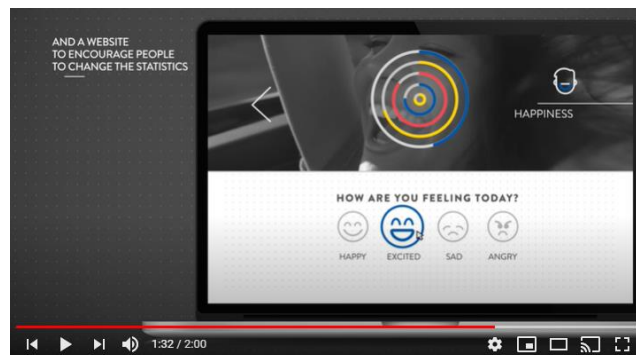 AND A WEBSITE
TO ENCOURAGE PEOPLE
TO CHANGE THE STATISTICS
HAPPINESS
HOW ARE YOU FEELING TODAY?
HAPPY EXCITED SAD ANGRY
1:32 / 2:00